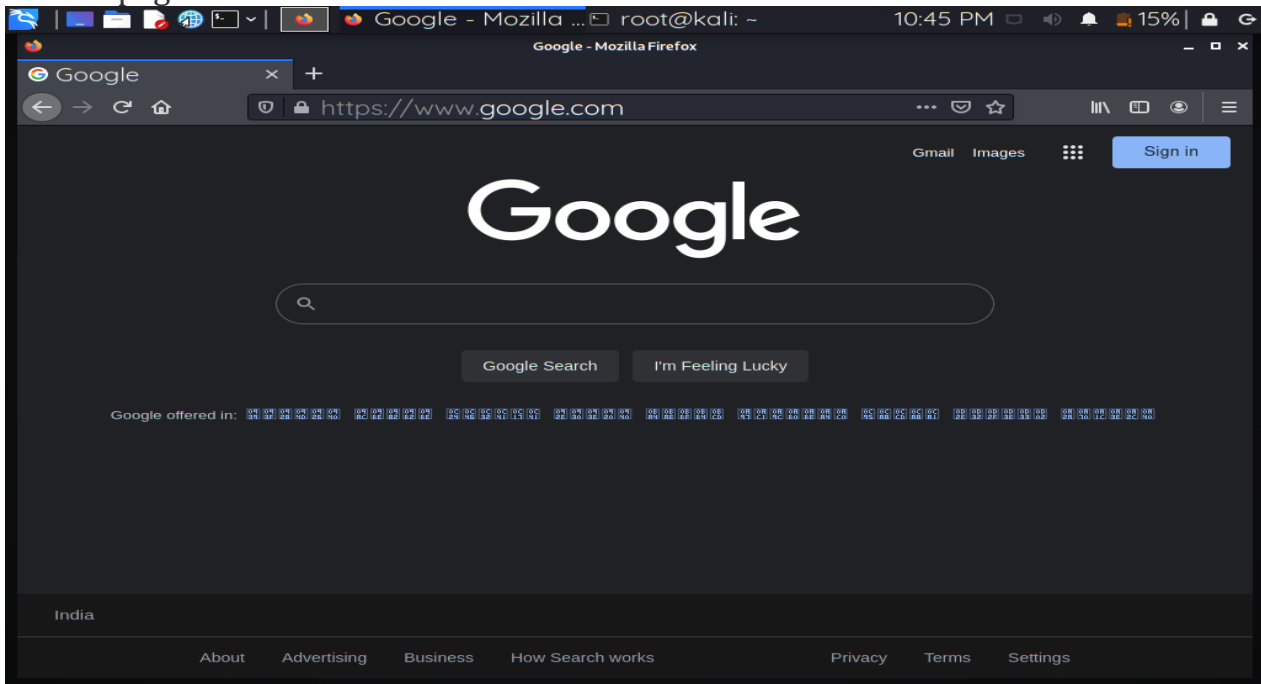 Google - Mozilla ... root@kali: ~ 10:45 PM 15%
Google - Mozilla Firefox
Google
https://www.google.com
Gmail Images Sign in
Google
Google Search I'm Feeling Lucky
Google offered in:
India
About Advertising Business How Search works Privacy Terms Settings